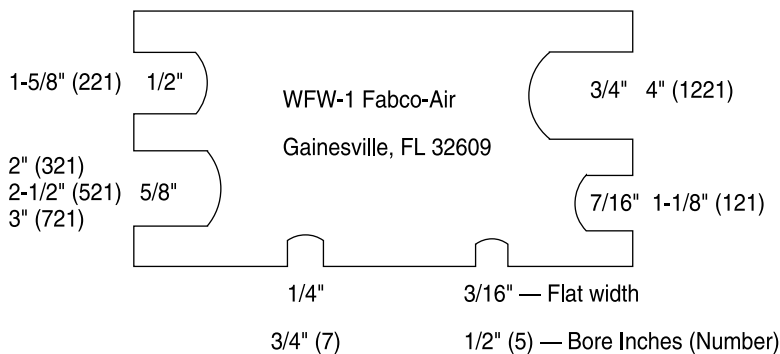 1-5/8" (221) 1/2"
WFW-1 Fabco-Air
3/4" 4" (1221)
Gainesville, FL 32609
2" (321)
2-1/2" (521) 5/8"
3" (721)
7/16" 1-1/8" (121)
1/4" 3/16" — Flat width
3/4" (7) 1/2" (5) — Bore Inches (Number)